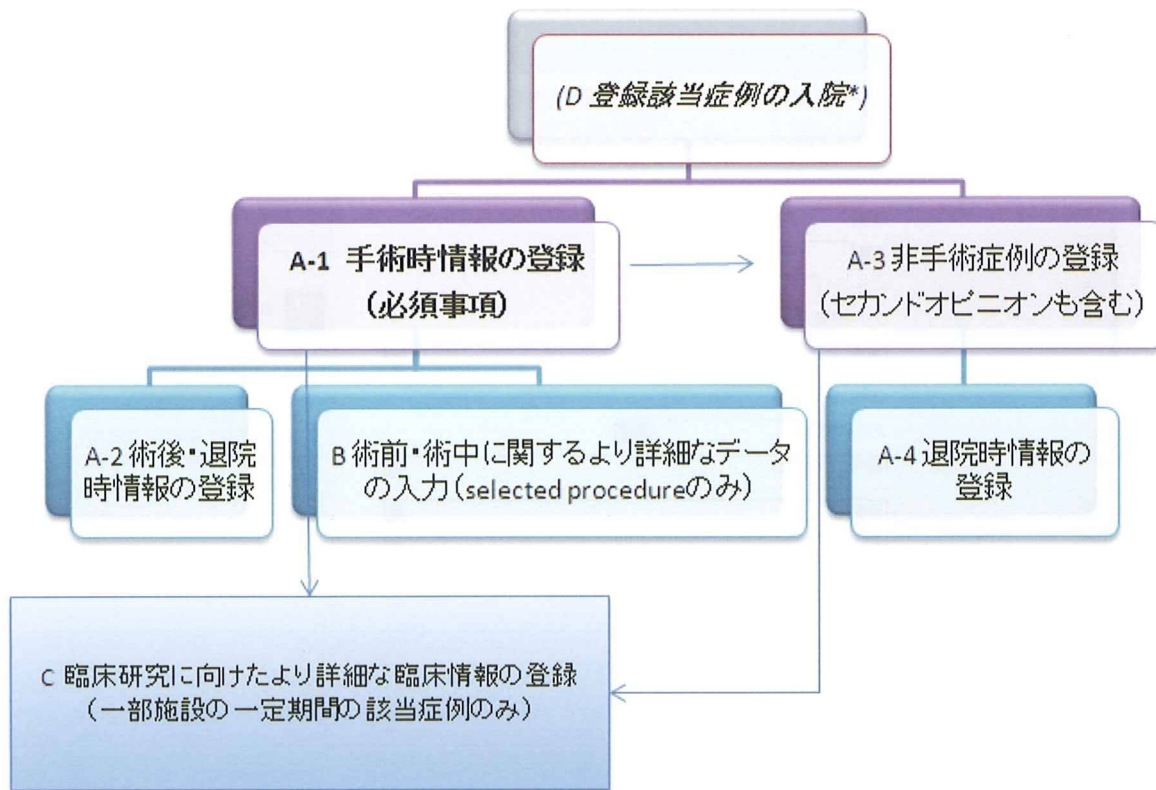 (D 登録該当症例の入院*)
A-1 手術時情報の登録
(必須事項)
A-3 非手術症例の登録
(セカンドオピニオンも含む)
A-2 術後・退院
時情報の登録
B 術前・術中に関するより詳細なデータ
の入力(selected procedureのみ)
A-4 退院時情報の
登録
C 臨床研究に向けたより詳細な臨床情報の登録
(一部施設の一定期間の該当症例のみ)